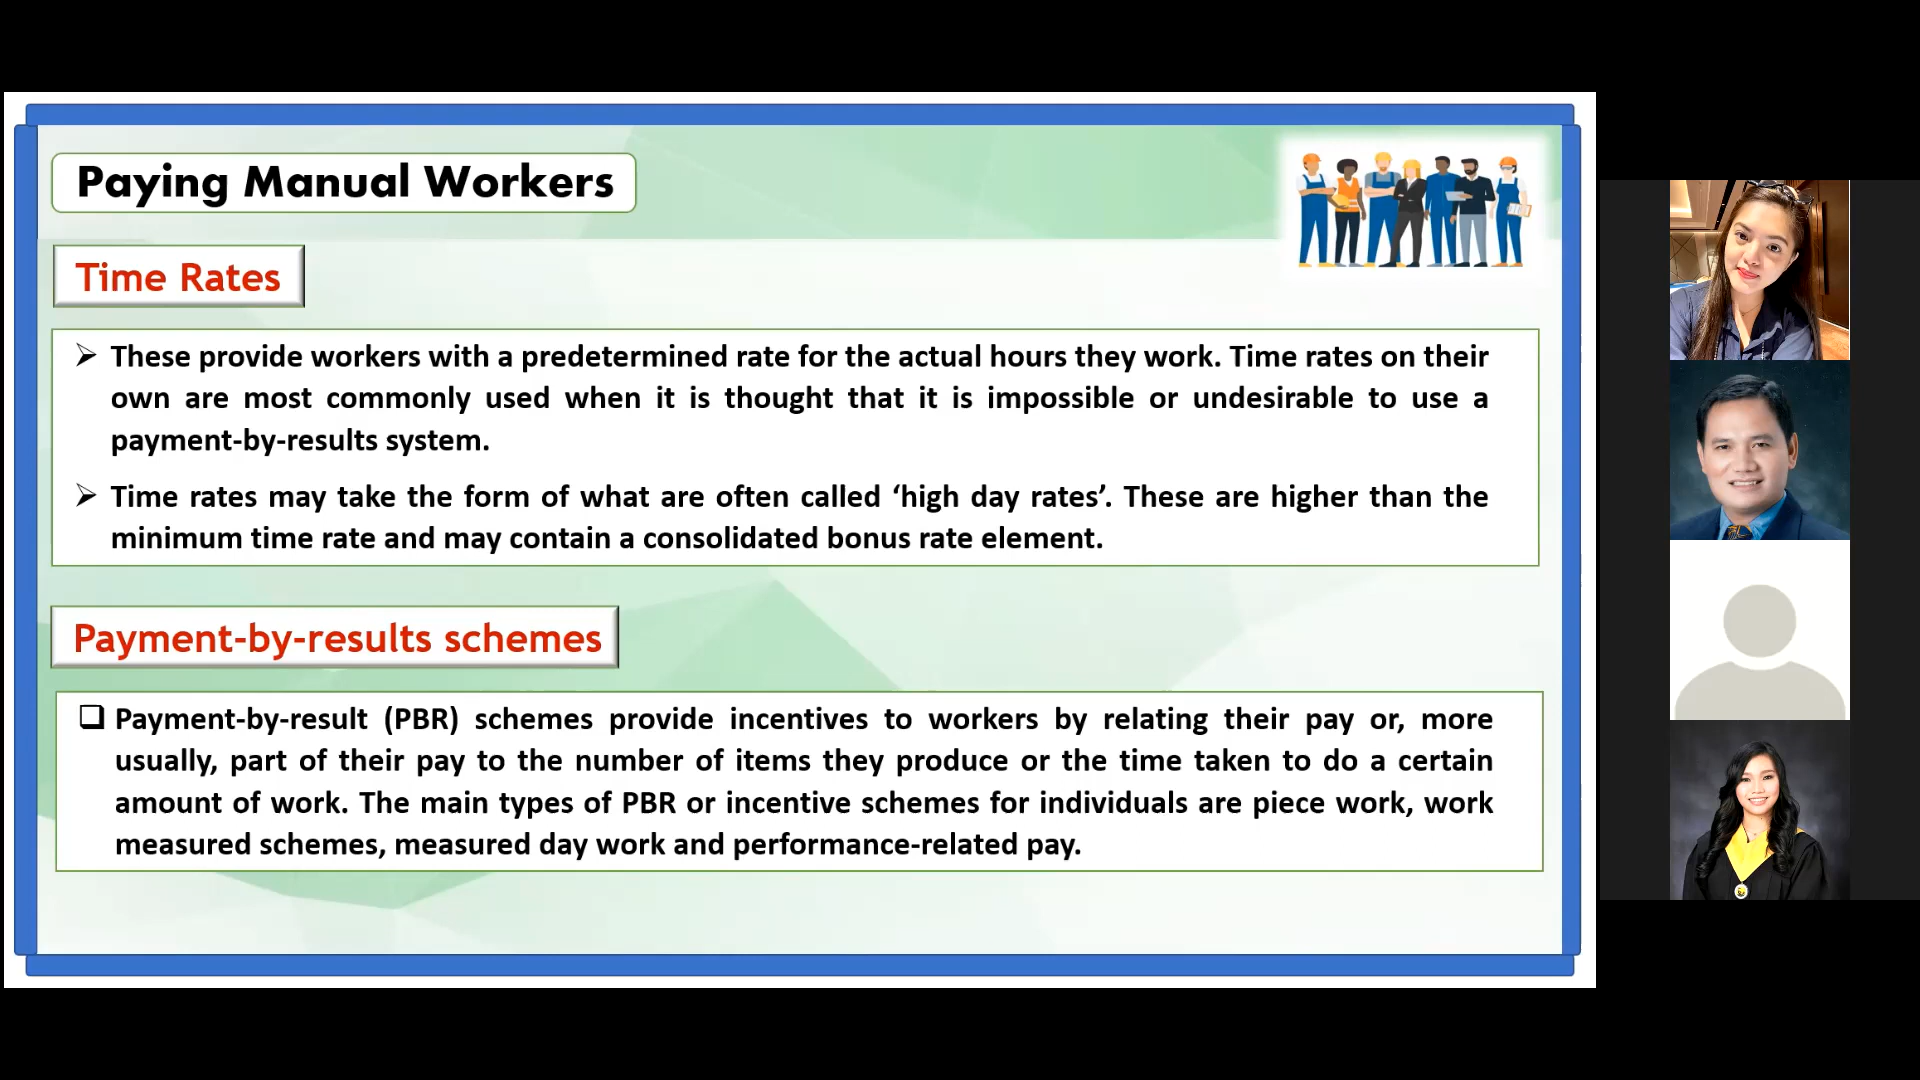 Paying Manual Workers
Time Rates
These provide workers with a predetermined rate for the actual hours they work. Time rates on their
own are most commonly used when it is thought that it is impossible or undesirable to use a
payment-by-results system.
Time rates may take the form of what are often called ‘high day rates’. These are higher than the
minimum time rate and may contain a consolidated bonus rate element.
Payment-by-results schemes
Payment-by-result (PBR) schemes provide incentives to workers by relating their pay or, more
usually, part of their pay to the number of items they produce or the time taken to do a certain
amount of work. The main types of PBR or incentive schemes for individuals are piece work, work
measured schemes, measured day work and performance-related pay.